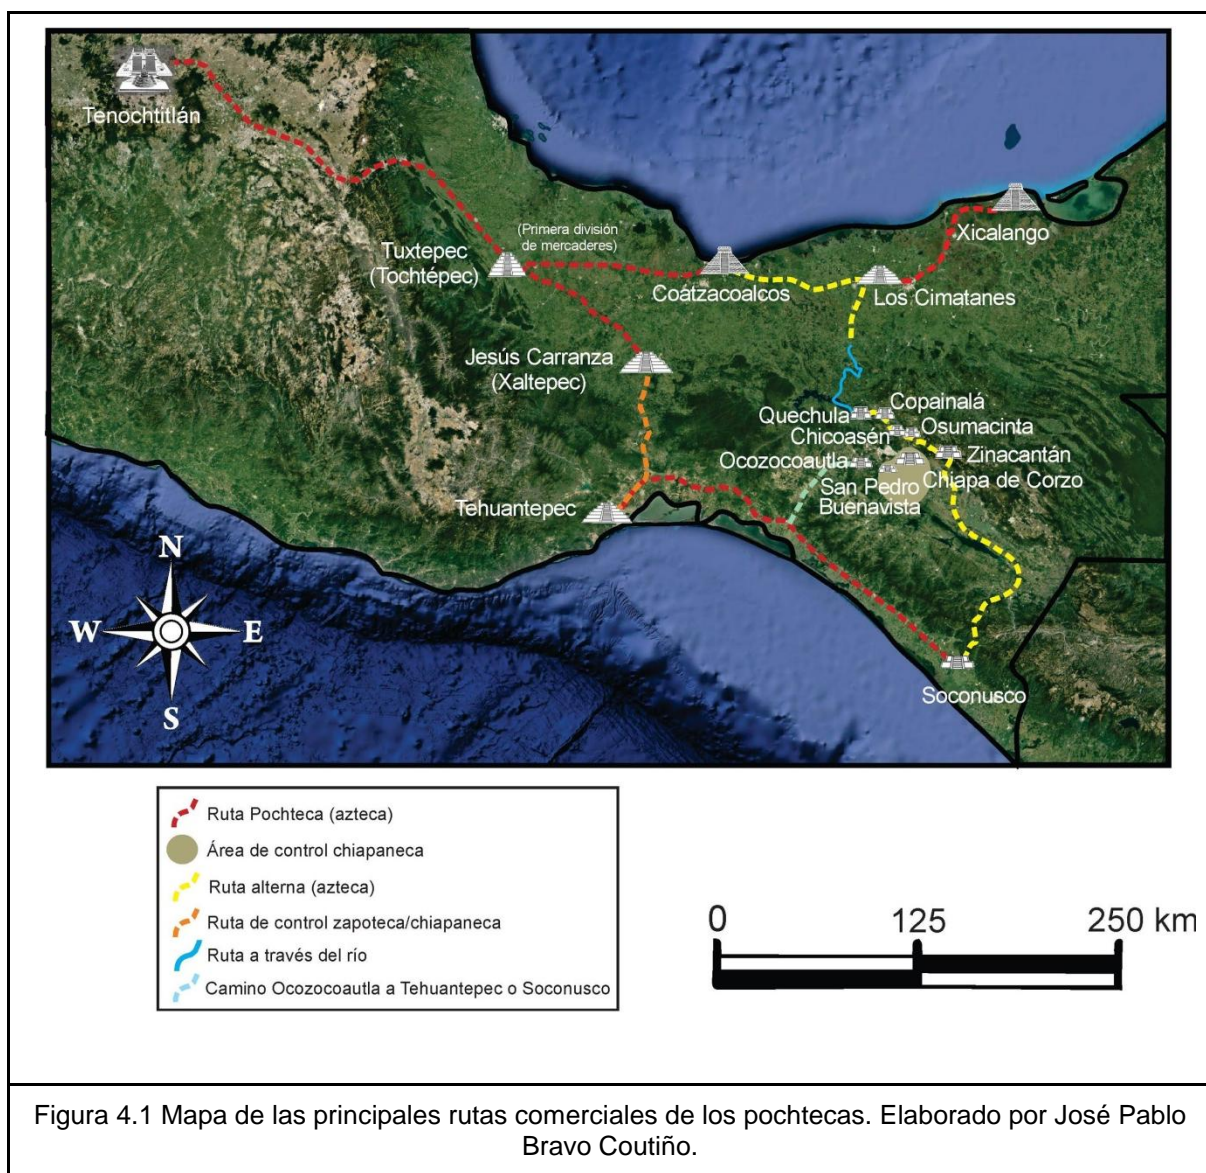 Tenochtitlán
Xicalango
(Primera división
de mercaderes)
Tuxtepec
(Tochtépec)
Coátzacoalcos
Los Cimatanes
Jesús Carranza
(Xaltepec)
Quechula
Copainalá
Chicoasén
Osumacinta
Ocozocoautla
Zinacantán
San Pedro
Buenavista
Chiapa de Corzo
Tehuantepec
Soconusco
N
W
E
S
Ruta Pochteca (azteca)
Área de control chiapaneca
Ruta alterna (azteca)
Ruta de control zapoteca/chiapaneca
Ruta a través del río
Camino Ocozocoautla a Tehuantepec o Soconusco
0 125 250 km
Figura 4.1 Mapa de las principales rutas comerciales de los pochtecas. Elaborado por José Pablo
Bravo Coutiño.